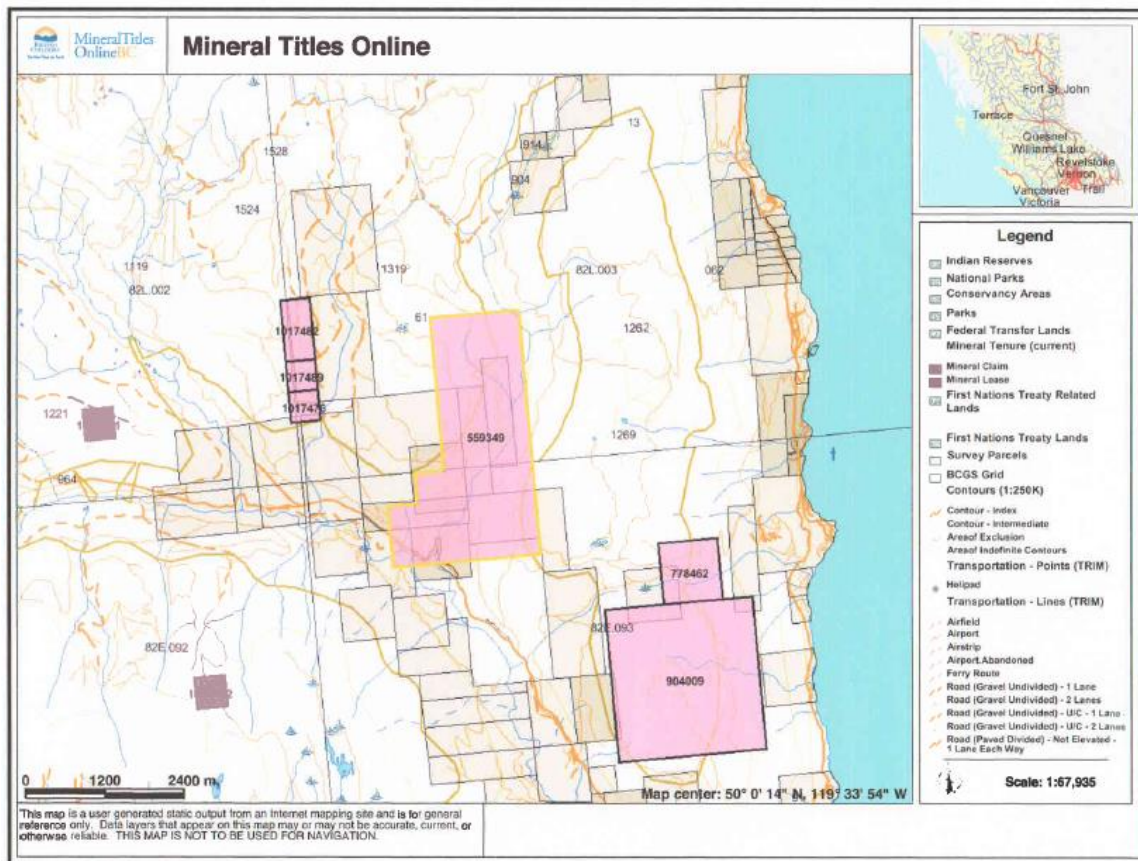 BRITISH COLUMBIA
MineralTitles
OnlineBC
Mineral Titles Online
Fort St. John
Terrace
Quesnel
Williams Lake
Revelstoke
Vernon
Vancouver
Trail
Victoria
13
1528
914
904
1524
1119
82L.002
1319
82L.003
062
61
1262
1017482
1017489
1221
559349
1269
964
778462
82E.093
82E.092
904009
0 1200 2400 m
Map center: 50° 0' 14" N, 119° 33' 54" W
Legend
Indian Reserves
National Parks
Conservancy Areas
Parks
Federal Transfer Lands
Mineral Tenure (current)
Mineral Claim
Mineral Lease
First Nations Treaty Related
Lands
First Nations Treaty Lands
Survey Parcels
BCGS Grid
Contours (1:250K)
Contour - Index
Contour - Intermediate
Area of Exclusion
Area of Indefinite Contours
Transportation - Points (TRIM)
Helipad
Transportation - Lines (TRIM)
Airfield
Airport
Airstrip
Airport.Abandoned
Ferry Route
Road (Gravel Undivided) - 1 Lane
Road (Gravel Undivided) - 2 Lanes
Road (Gravel Undivided) - U/C - 1 Lane
Road (Gravel Undivided) - U/C - 2 Lanes
Road (Paved Divided) - Not Elevated -
1 Lane Each Way
Scale: 1:67,935
This map is a user generated static output from an Internet mapping site and is for general
reference only. Data layers that appear on this map may or may not be accurate, current, or
otherwise reliable. THIS MAP IS NOT TO BE USED FOR NAVIGATION.